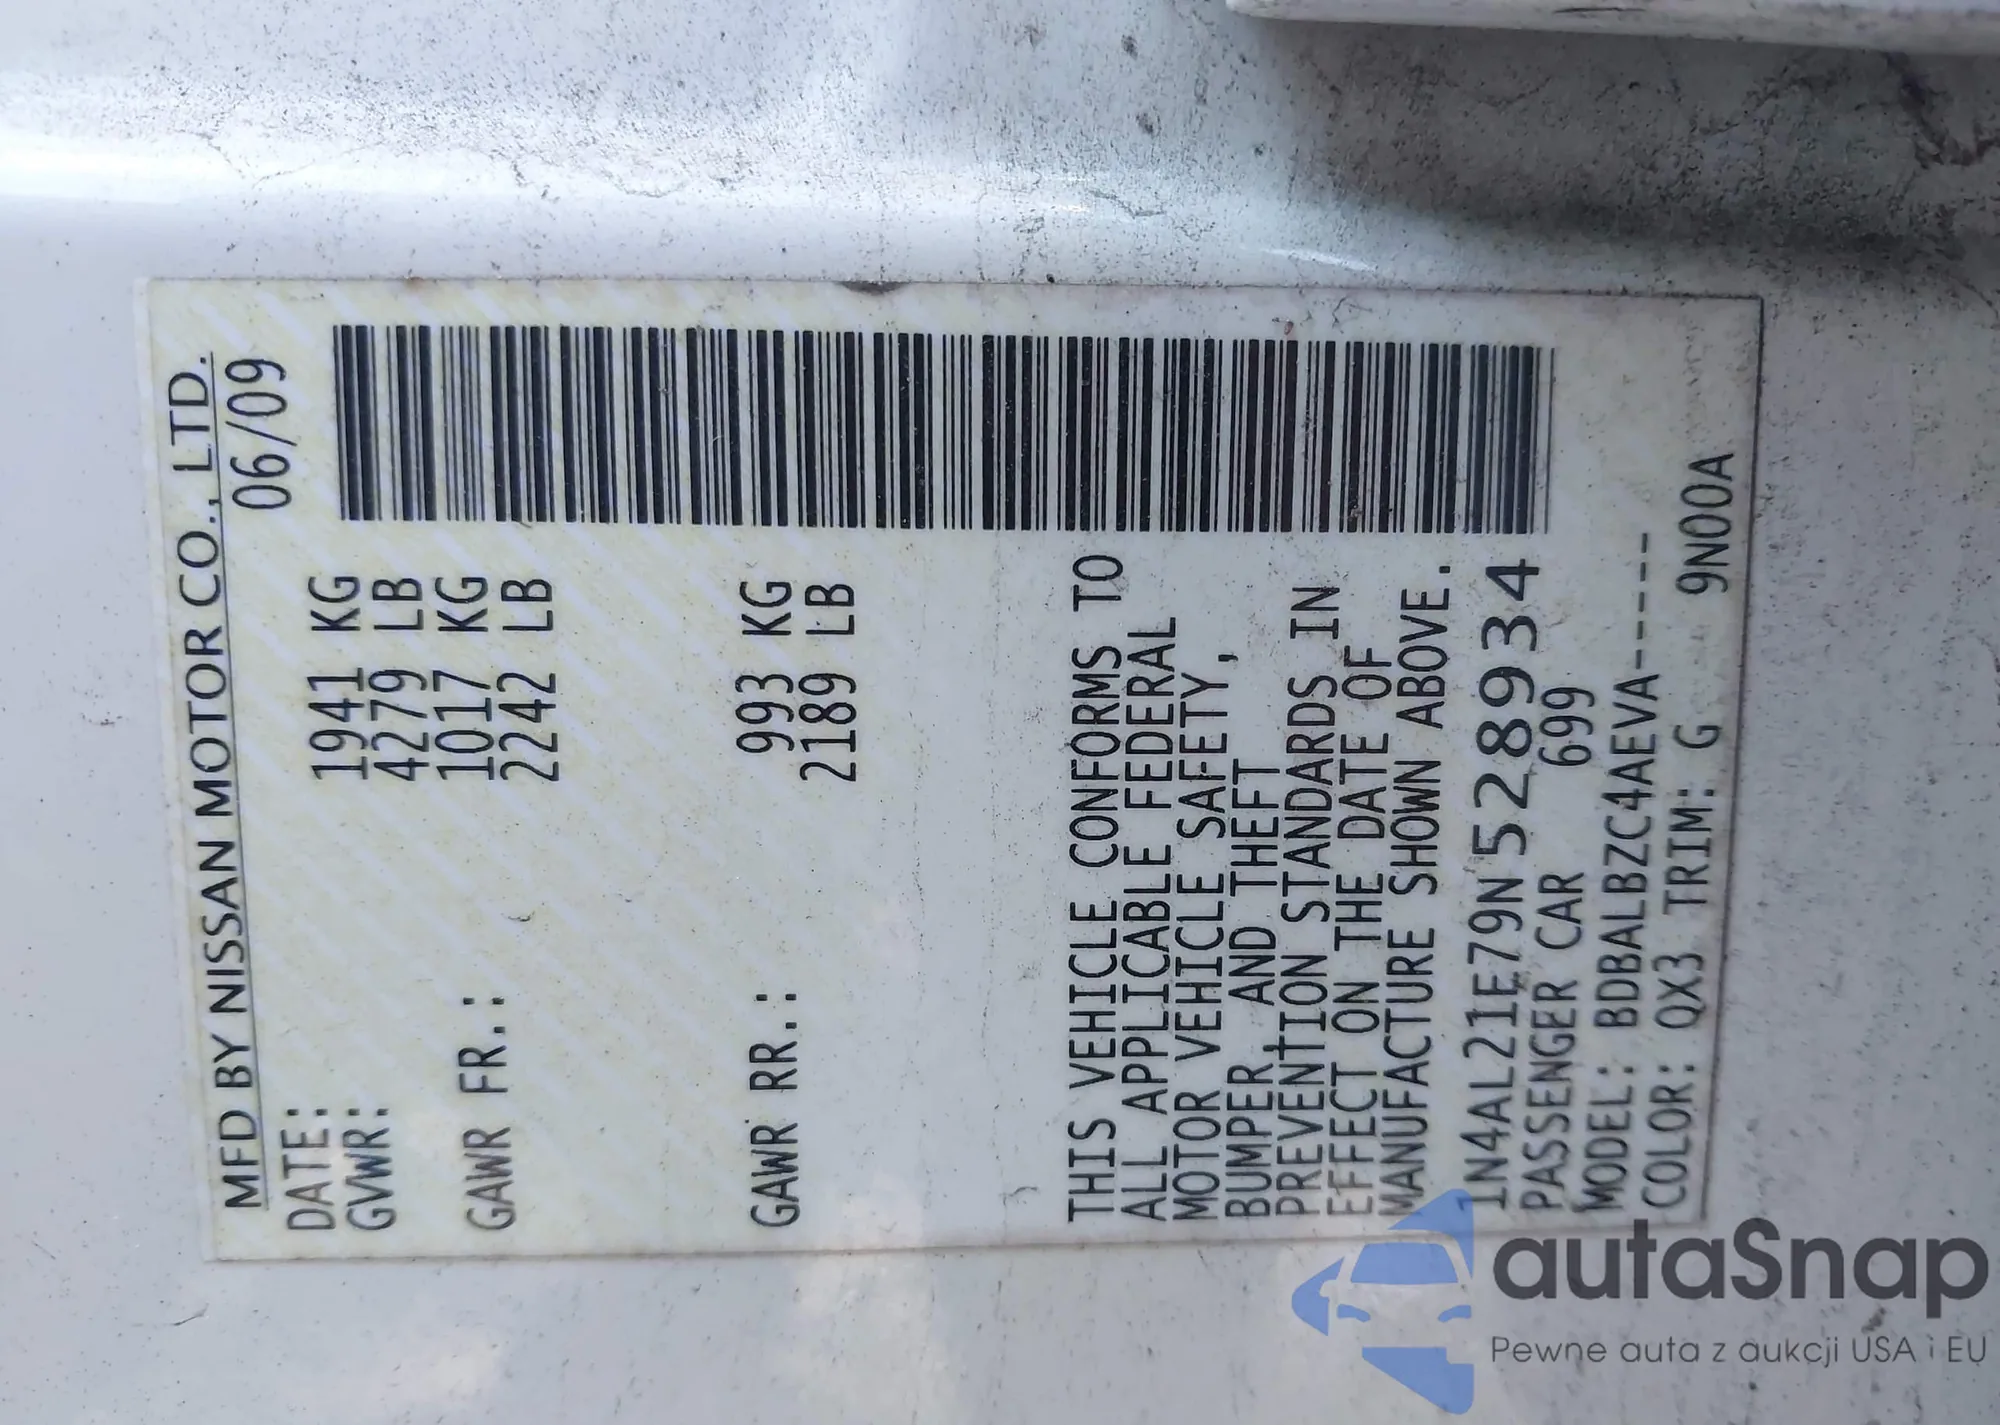 MFD BY NISSAN MOTOR CO., LTD.
DATE: 06/09
GVWR: 1941 KG
4279 LB
GAWR FR.: 1017 KG
2242 LB
GAWR RR.: 993 KG
2189 LB
THIS VEHICLE CONFORMS TO
ALL APPLICABLE FEDERAL
MOTOR VEHICLE SAFETY,
BUMPER, AND THEFT
PREVENTION STANDARDS IN
EFFECT ON THE DATE OF
MANUFACTURE SHOWN ABOVE.
1N4AL21E79N528934
PASSENGER CAR 699
MODEL: BDBALBZC4AEVA-----
COLOR: QX3 TRIM: G 9N00A
autaSnap
Pewne auta z aukcji USA i EU